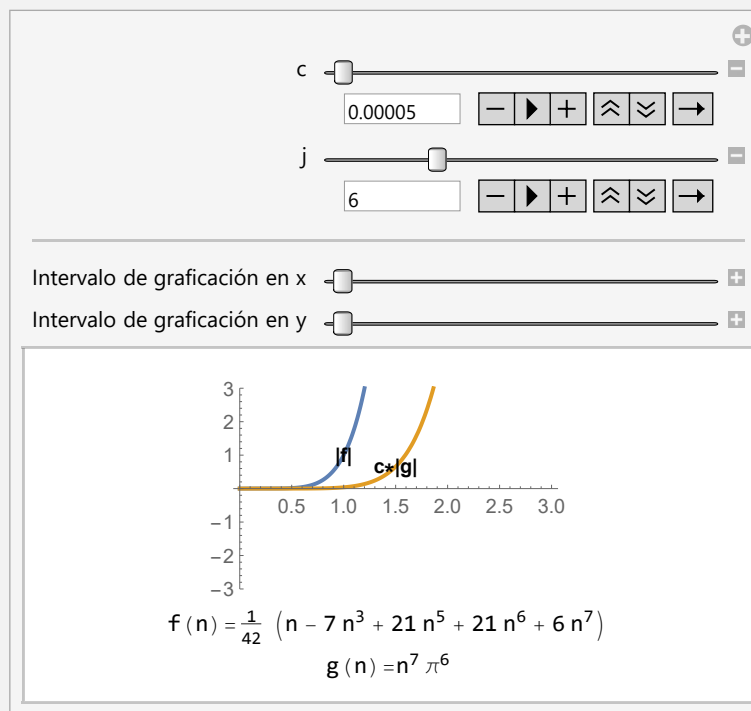 c
0.00005
j
6
Intervalo de graficación en x
Intervalo de graficación en y
3
2
1
|f|
c*|g|
0.5 1.0 1.5 2.0 2.5 3.0
−1
−2
−3
f(n)=1/42 (n − 7 n³ + 21 n⁵ + 21 n⁶ + 6 n⁷)
g(n)=n⁷ π⁶